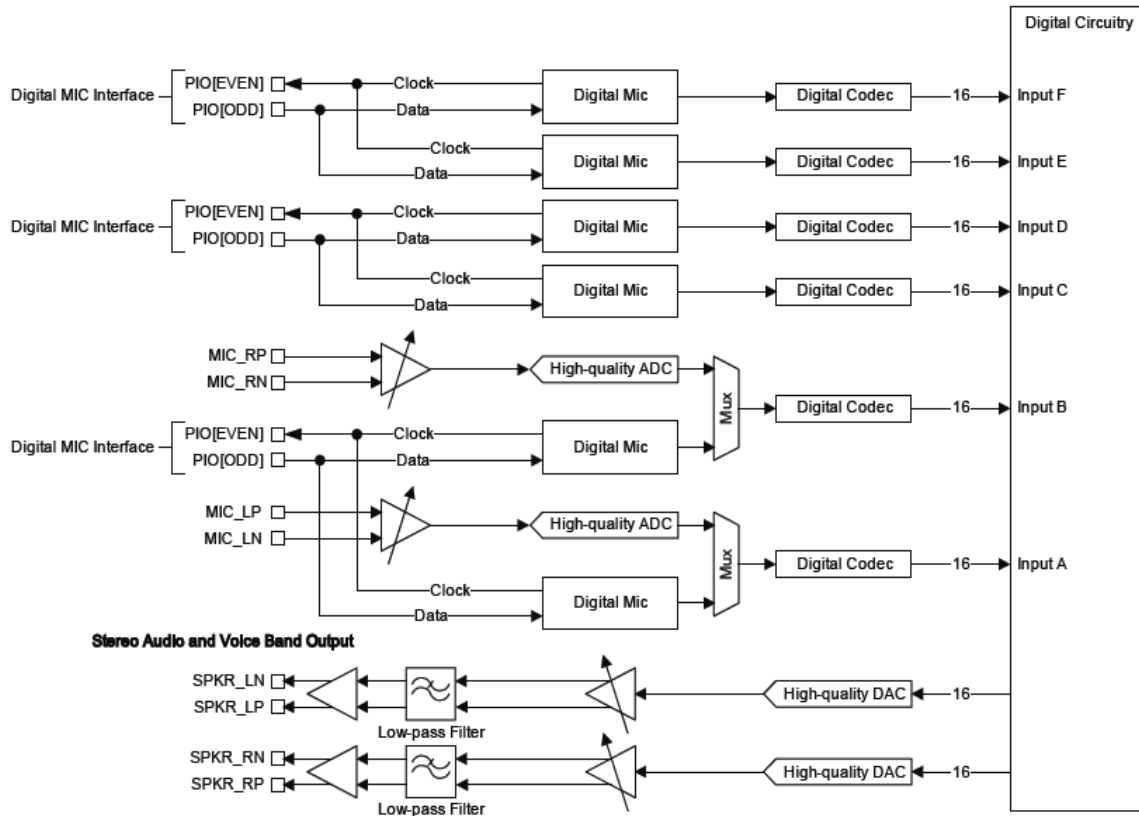 Digital Circuitry
Digital MIC Interface
PIO[EVEN]
PIO[ODD]
Clock
Data
Digital Mic
Digital Codec
16
Input F
Clock
Data
Digital Mic
Digital Codec
16
Input E
Digital MIC Interface
PIO[EVEN]
PIO[ODD]
Clock
Data
Digital Mic
Digital Codec
16
Input D
Clock
Data
Digital Mic
Digital Codec
16
Input C
MIC_RP
MIC_RN
High-quality ADC
Mux
Digital Codec
16
Input B
Digital MIC Interface
PIO[EVEN]
PIO[ODD]
Clock
Data
Digital Mic
MIC_LP
MIC_LN
High-quality ADC
Mux
Digital Codec
16
Input A
Clock
Data
Digital Mic
Stereo Audio and Voice Band Output
SPKR_LN
SPKR_LP
Low-pass Filter
High-quality DAC
16
SPKR_RN
SPKR_RP
Low-pass Filter
High-quality DAC
16